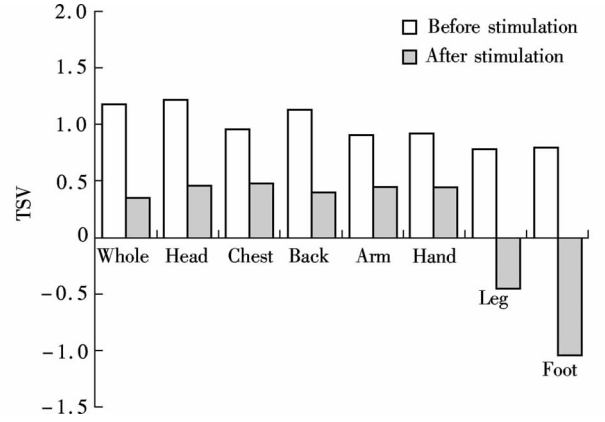 2.0
1.5
1.0
0.5
0
−0.5
−1.0
−1.5
TSV
Before stimulation
After stimulation
Whole Head Chest Back Arm Hand
Leg
Foot